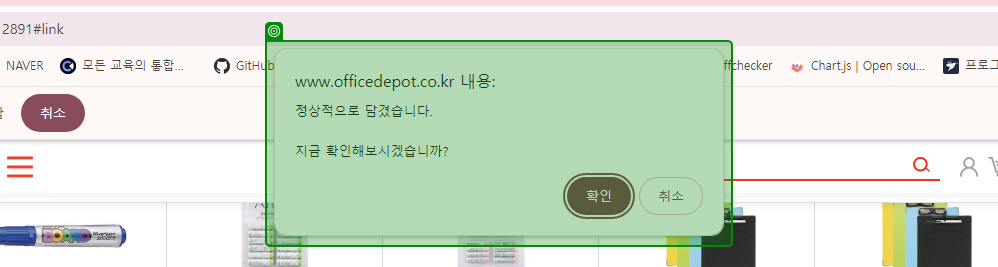 2891#link
NAVER
모든 교육의 통합...
GitHub
ffchecker
Chart.js | Open sou...
프로그
취소
www.officedepot.co.kr 내용:
정상적으로 담겼습니다.
지금 확인해보시겠습니까?
확인
취소
Marker